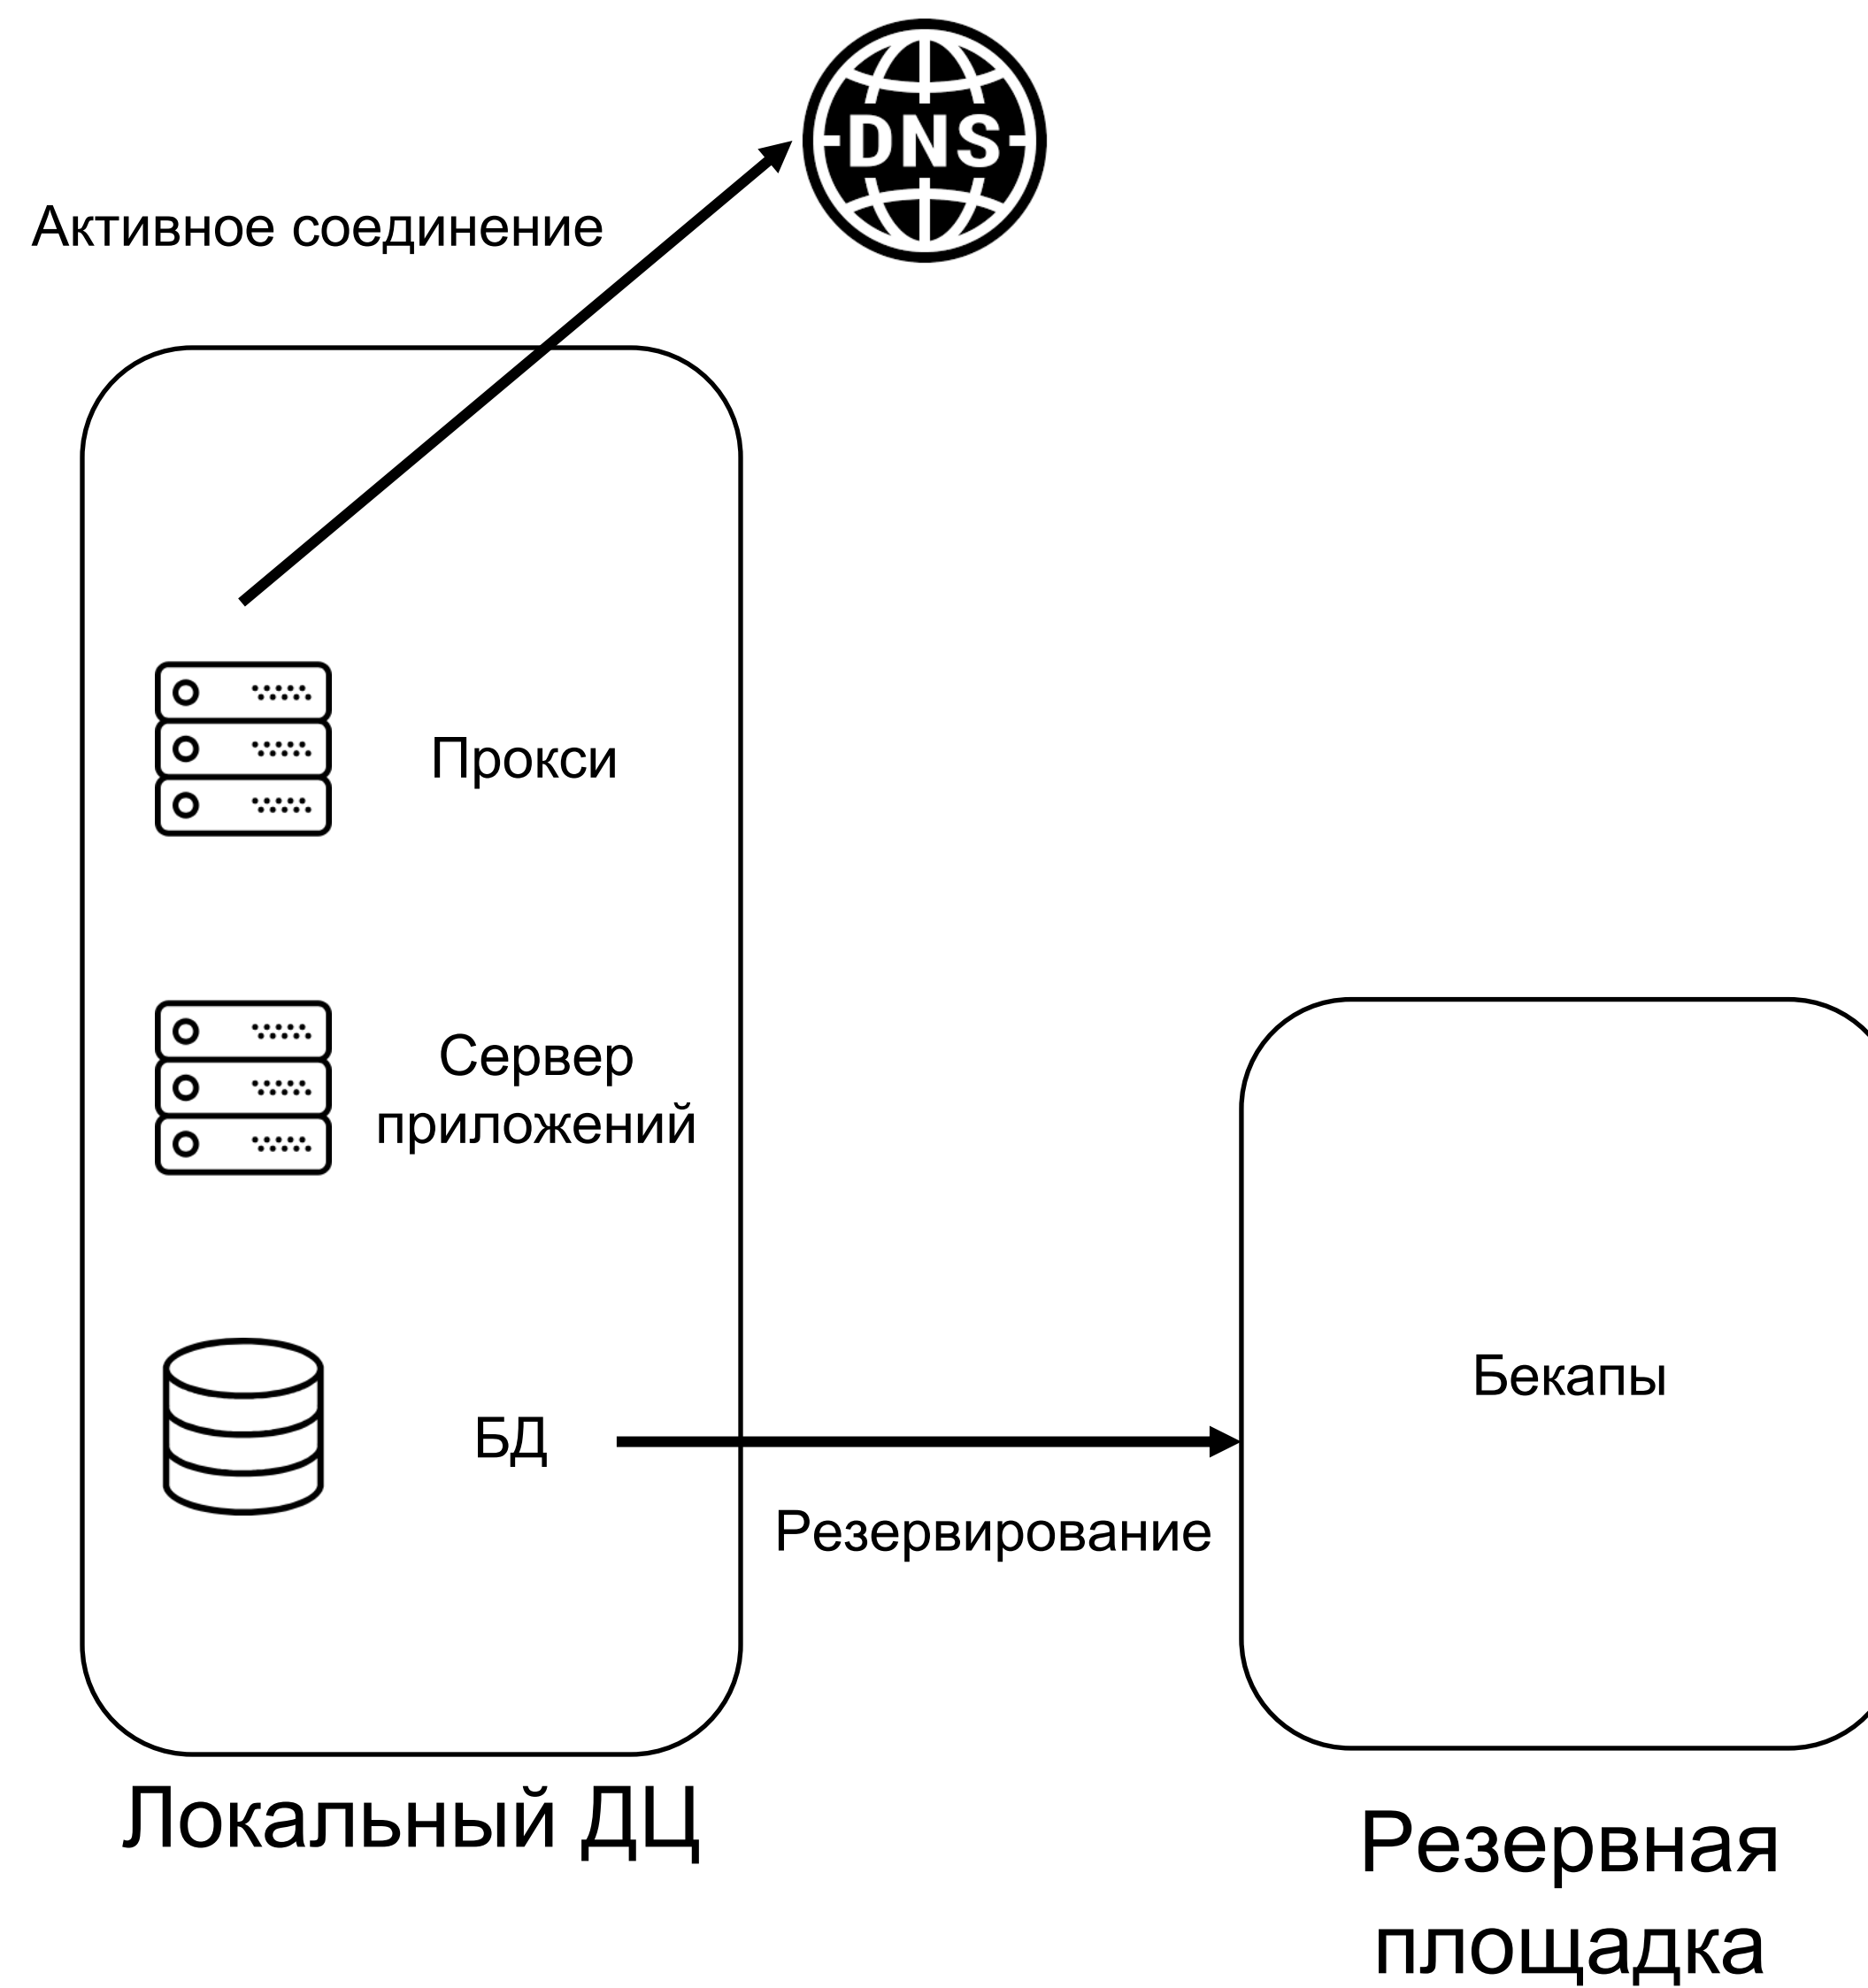 DNS
Активное соединение
Прокси
Сервер
приложений
Бекапы
БД
Резервирование
Локальный ДЦ
Резервная
площадка